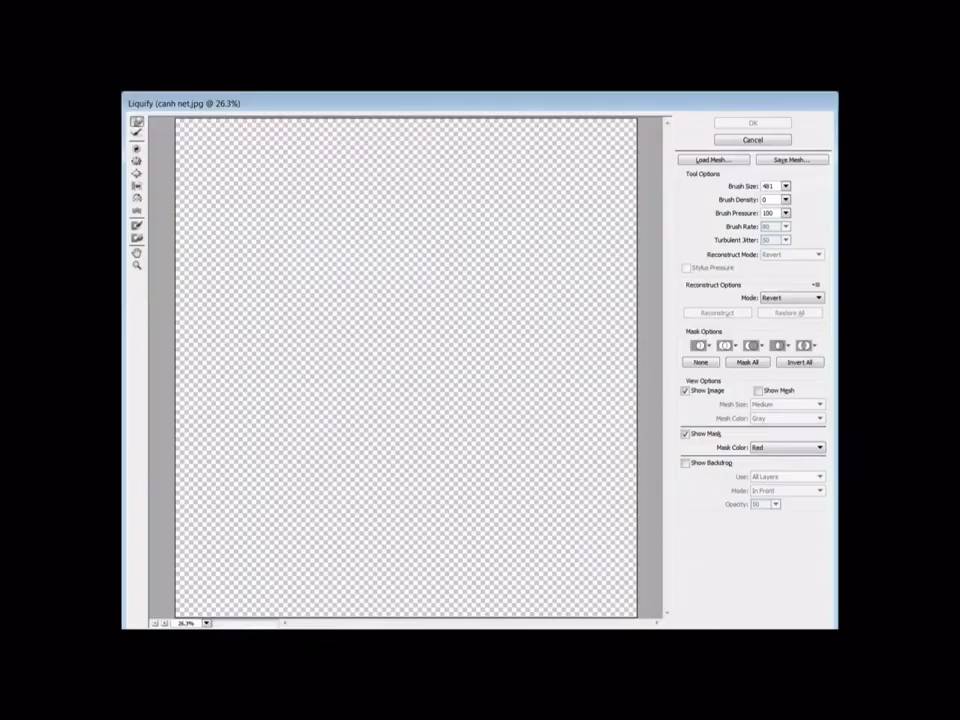 Liquify (canh net.jpg @ 26.3%)
OK
Cancel
Load Mesh...
Save Mesh...
Tool Options
Brush Size: 481
Brush Density: 0
Brush Pressure: 100
Brush Rate: 80
Turbulent Jitter: 50
Reconstruct Mode: Revert
Stylus Pressure
Reconstruct Options
Mode: Revert
Reconstruct
Restore All
Mask Options
None
Mask All
Invert All
View Options
Show Image
Show Mesh
Mesh Size: Medium
Mesh Color: Gray
Show Mask
Mask Color: Red
Show Backdrop
Use: All Layers
Mode: In Front
Opacity: 50
26.3%